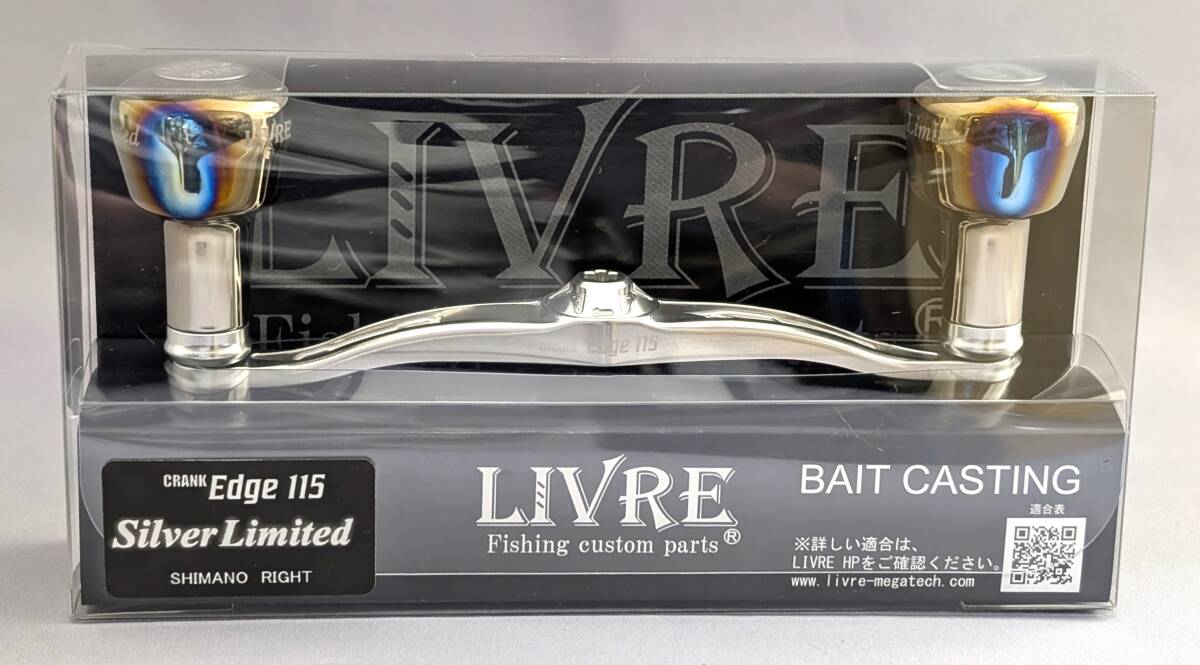 LIVRE
LIVRE
LIVRE
Fish
®
CRANK Edge 115
CRANK Edge 115
Silver Limited
SHIMANO RIGHT
LIVRE®
Fishing custom parts
BAIT CASTING
適合表
※詳しい適合は、
LIVRE HPをご確認ください。
www.livre-megatech.com